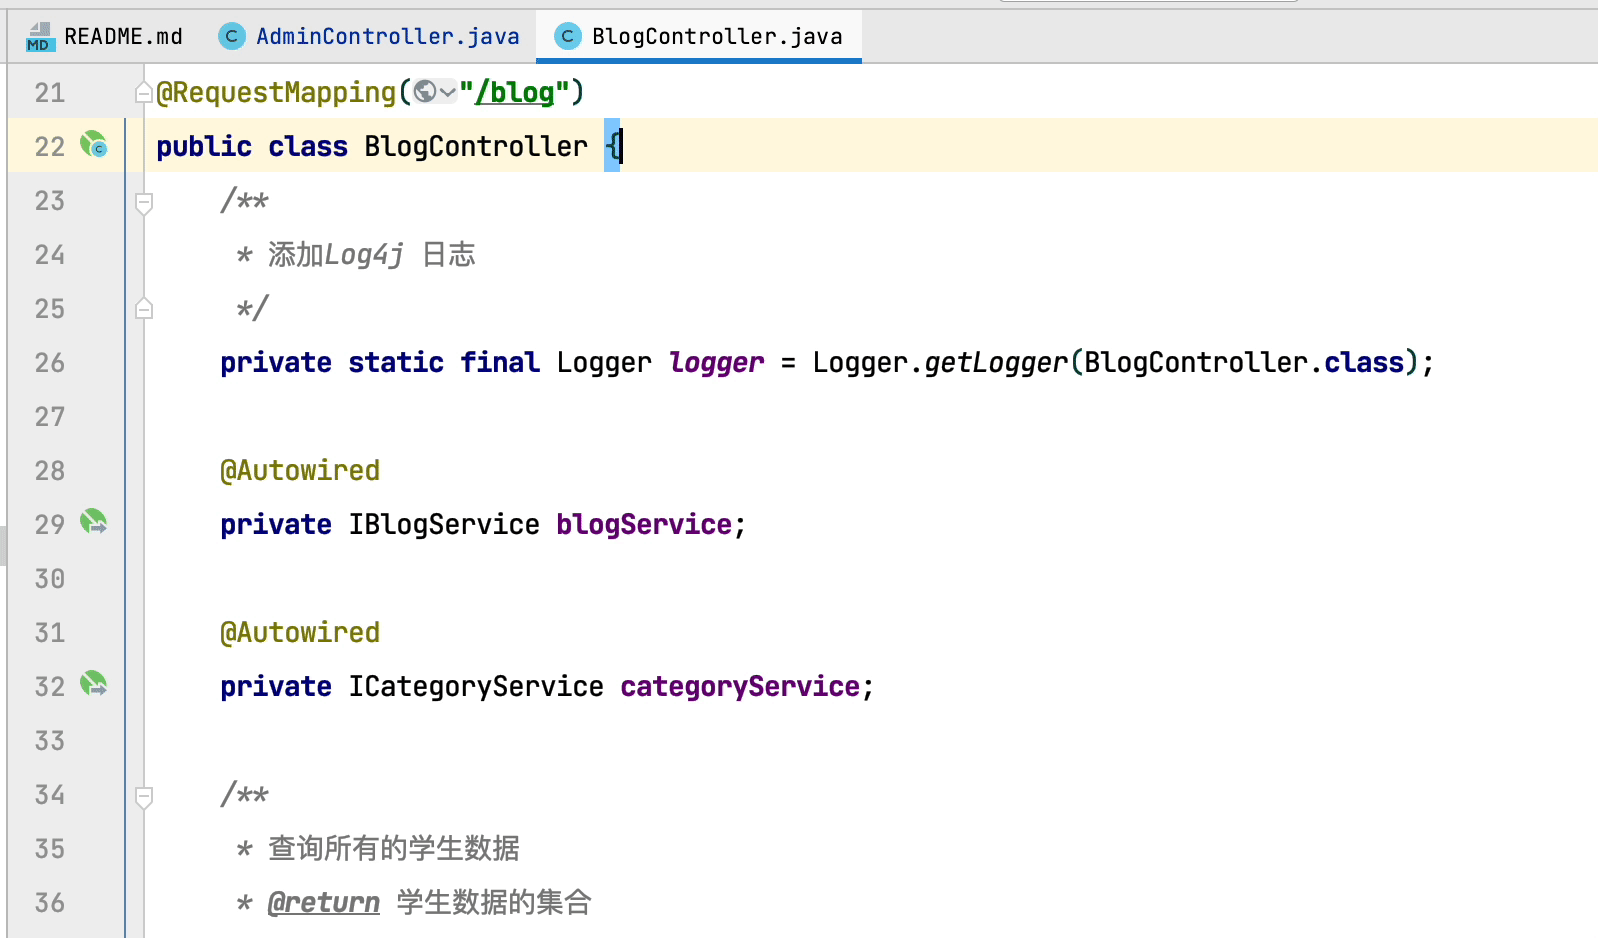 README.md AdminController.java BlogController.java
21 @RequestMapping("/blog")
22 public class BlogController {
23 /**
24 * 添加Log4j 日志
25 */
26 private static final Logger logger = Logger.getLogger(BlogController.class);
27
28 @Autowired
29 private IBlogService blogService;
30
31 @Autowired
32 private ICategoryService categoryService;
33
34 /**
35 * 查询所有的学生数据
36 * @return 学生数据的集合